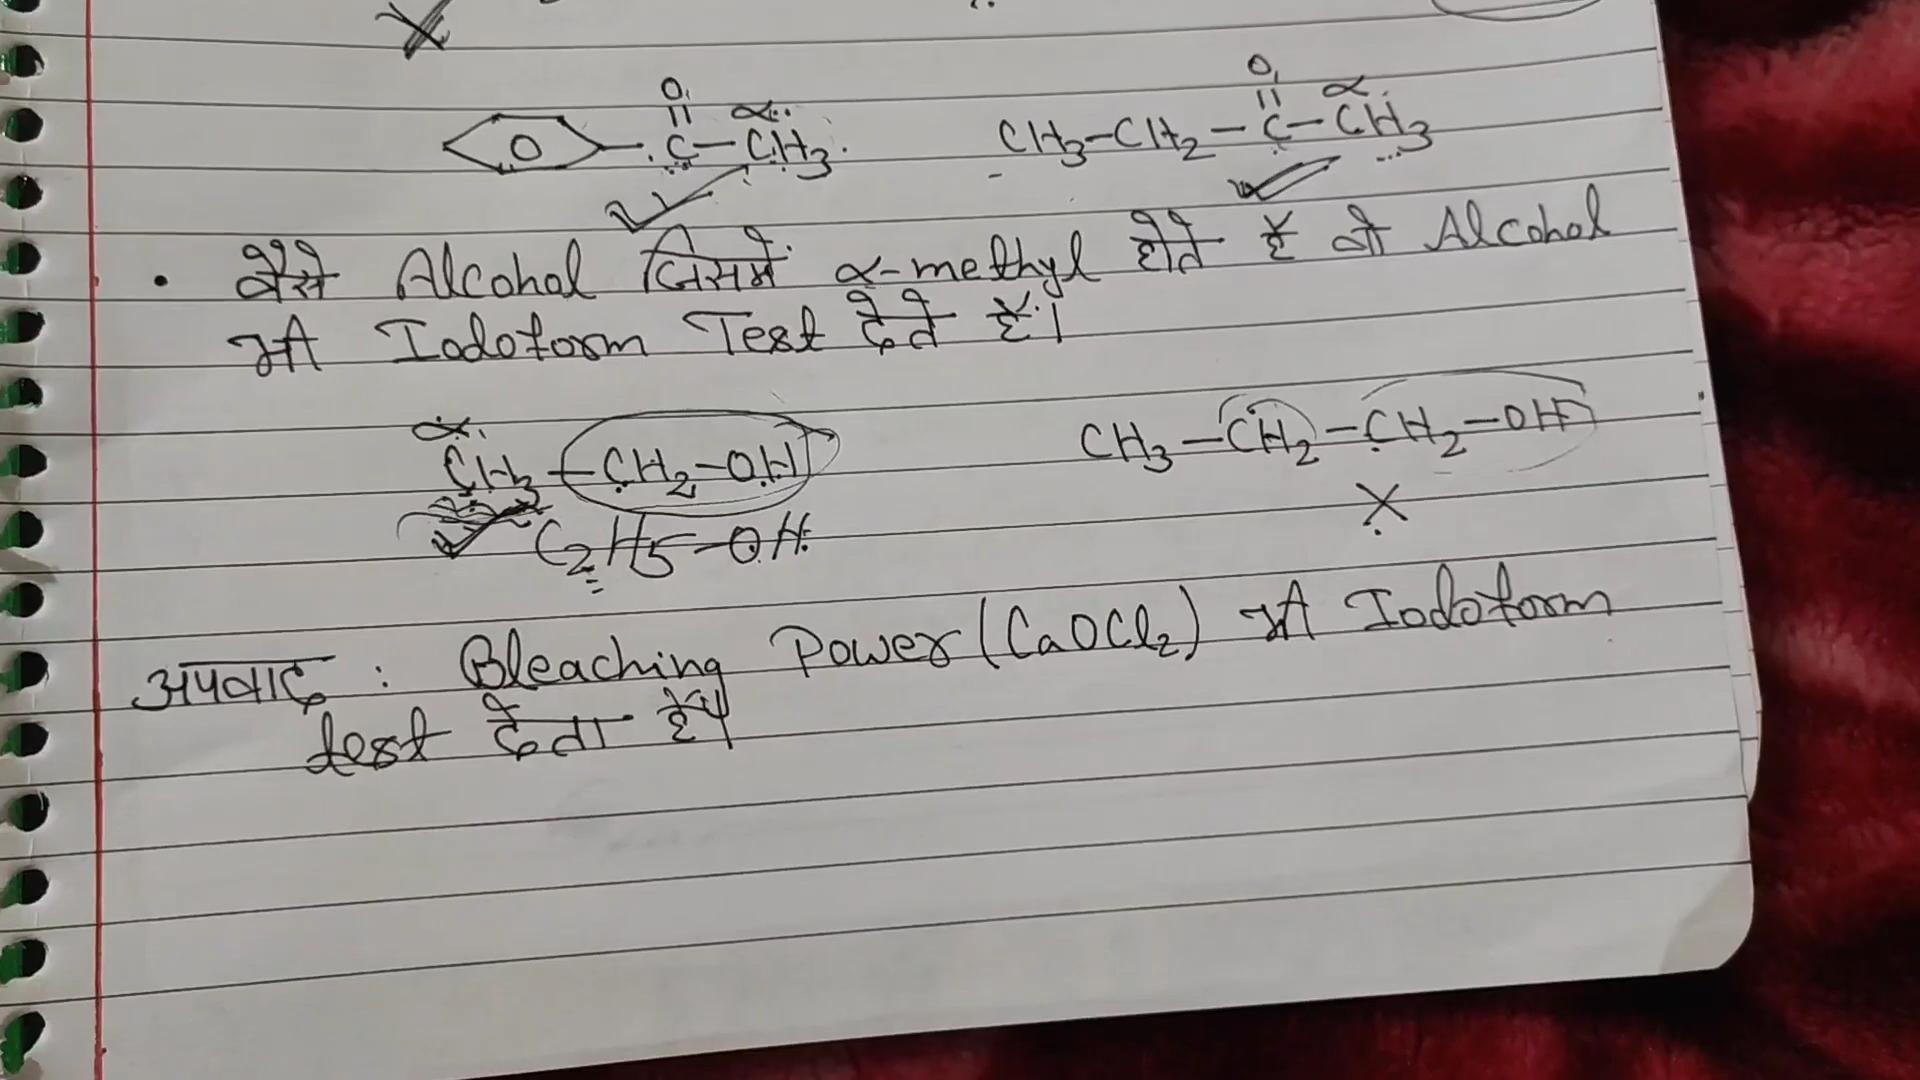 O
||
α
C-CH3
O
||
α
CH3-CH2-C-CH3
• वैसे Alcohol जिसमें α-methyl होते हैं वो Alcohol
भी Iodoform Test देते हैं।
α
CH3-CH2-OH
CH3-CH2-CH2-OH
X
C2H5-OH
अपवाद : Bleaching Power (CaOCl2) भी Iodoform
test देता है।